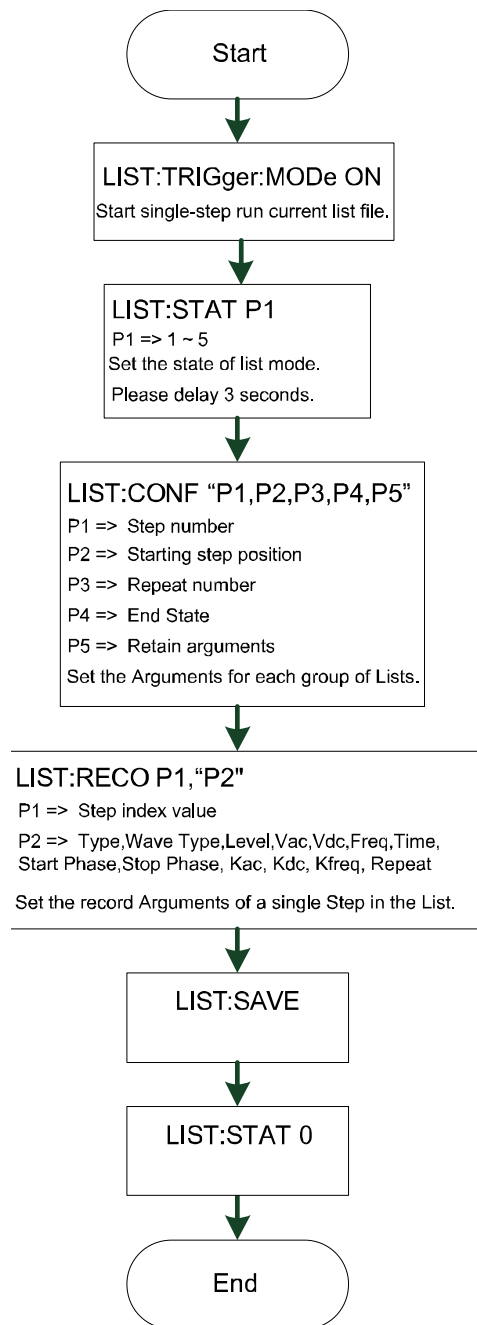 Start
LIST:TRIGger:MODe ON
Start single-step run current list file.
LIST:STAT P1
P1 => 1 ~ 5
Set the state of list mode.
Please delay 3 seconds.
LIST:CONF “P1,P2,P3,P4,P5”
P1 => Step number
P2 => Starting step position
P3 => Repeat number
P4 => End State
P5 => Retain arguments
Set the Arguments for each group of Lists.
LIST:RECO P1,“P2"
P1 => Step index value
P2 => Type,Wave Type,Level,Vac,Vdc,Freq,Time,
Start Phase,Stop Phase, Kac, Kdc, Kfreq, Repeat
Set the record Arguments of a single Step in the List.
LIST:SAVE
LIST:STAT 0
End